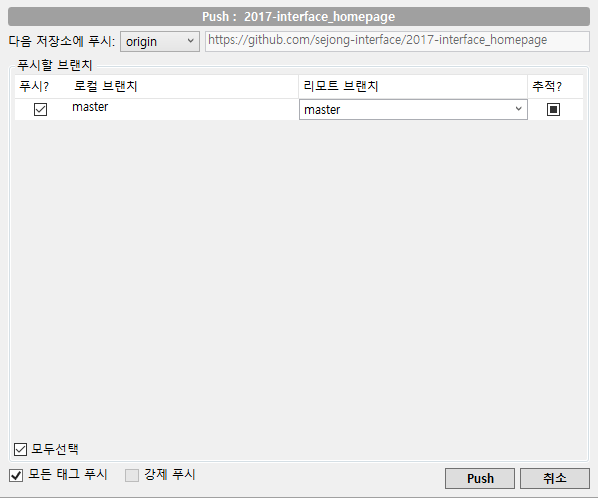 Push : 2017-interface_homepage
다음 저장소에 푸시: origin https://github.com/sejong-interface/2017-interface_homepage
푸시할 브랜치
푸시? 로컬 브랜치 리모트 브랜치 추적?
master master
모두선택
모든 태그 푸시 강제 푸시
Push 취소